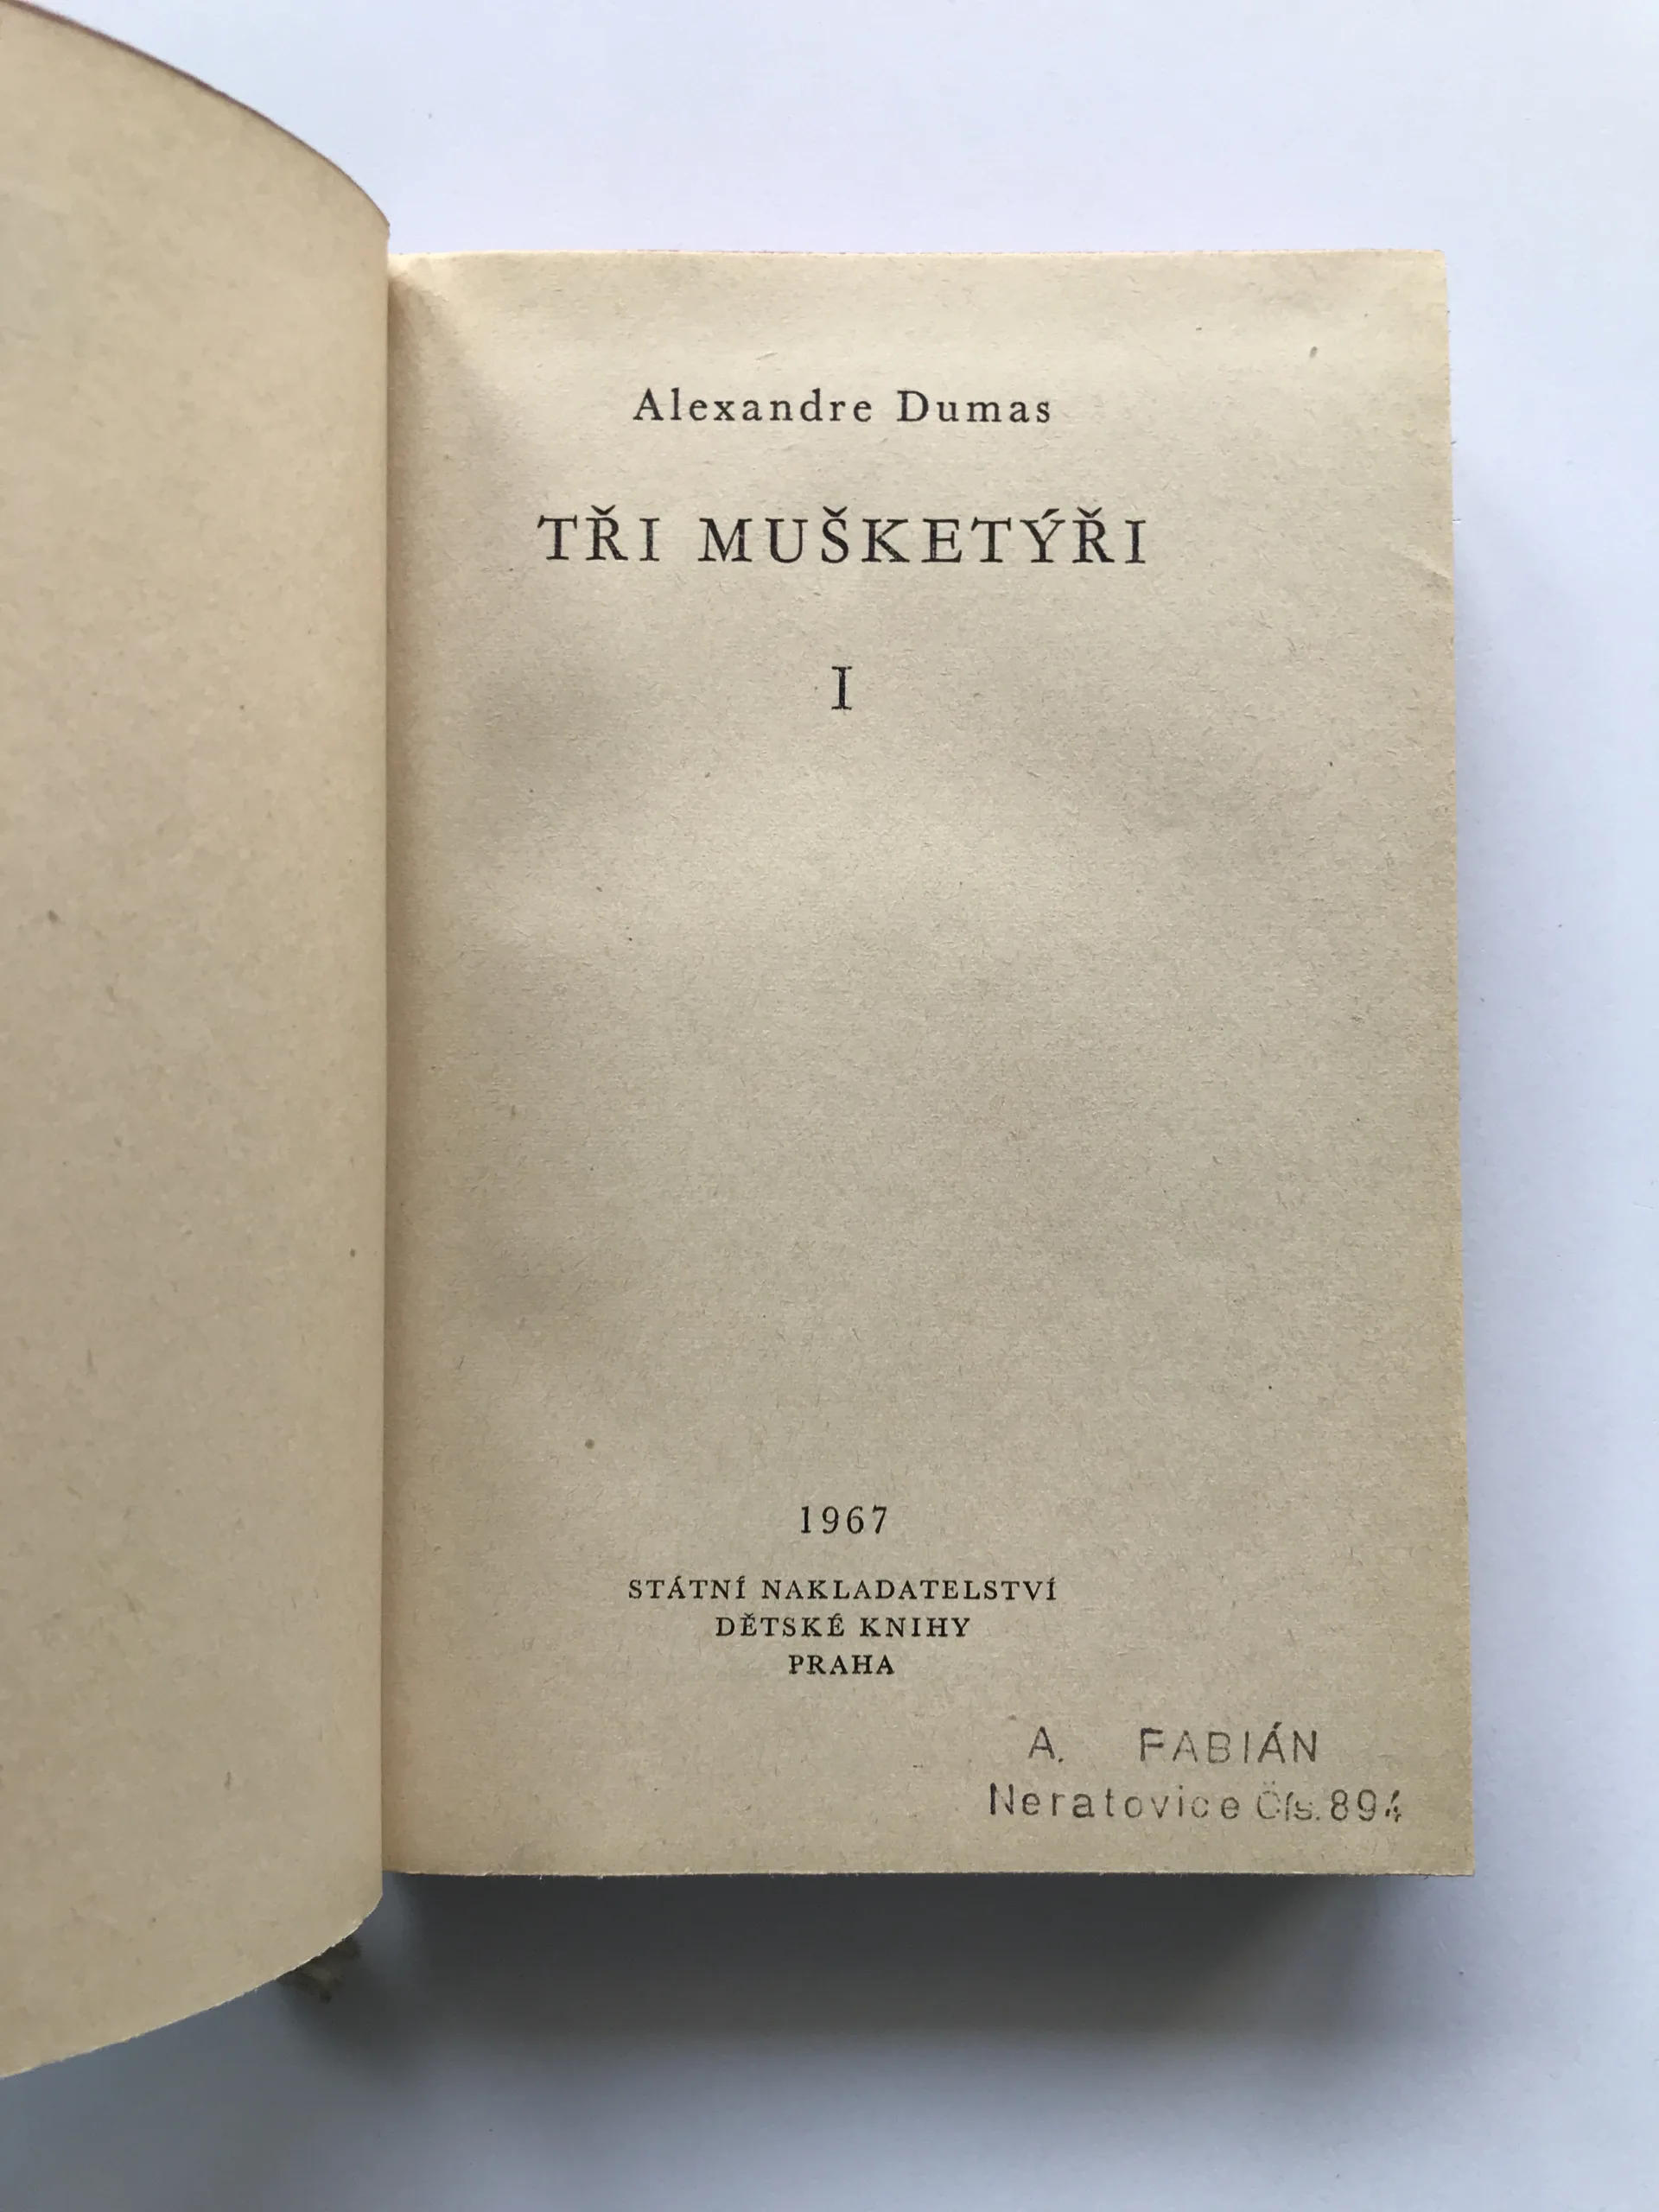 Alexandre Dumas
TŘI MUŠKETÝŘI
I
1967
STÁTNÍ NAKLADATELSTVÍ
DĚTSKÉ KNIHY
PRAHA
A. FABIÁN
Neratovice Čís. 894